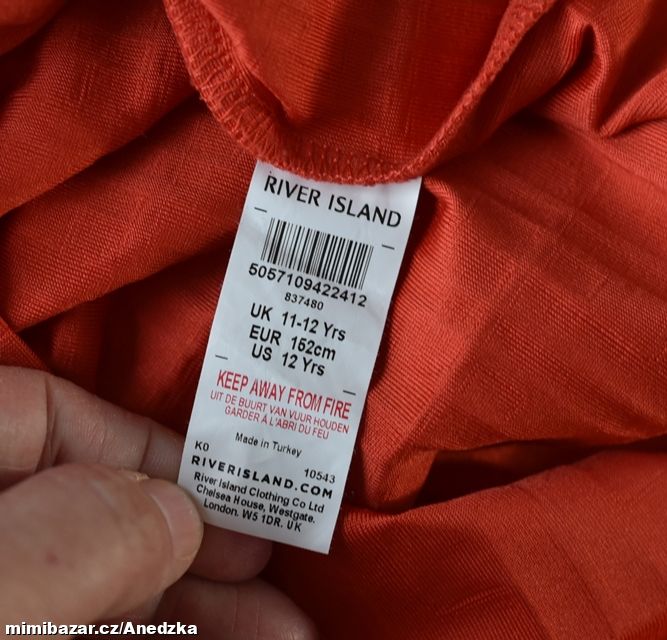 RIVER ISLAND
5057109422412
837480
UK 11-12 Yrs
EUR 152cm
US 12 Yrs
KEEP AWAY FROM FIRE
UIT DE BUURT VAN VUUR HOUDEN
GARDER À L'ABRI DU FEU
Made in Turkey
K0 10543
RIVERISLAND.COM
River Island Clothing Co Ltd
Chelsea House, Westgate.
London. W5 1DR. UK
mimibazar.cz/Anedzka